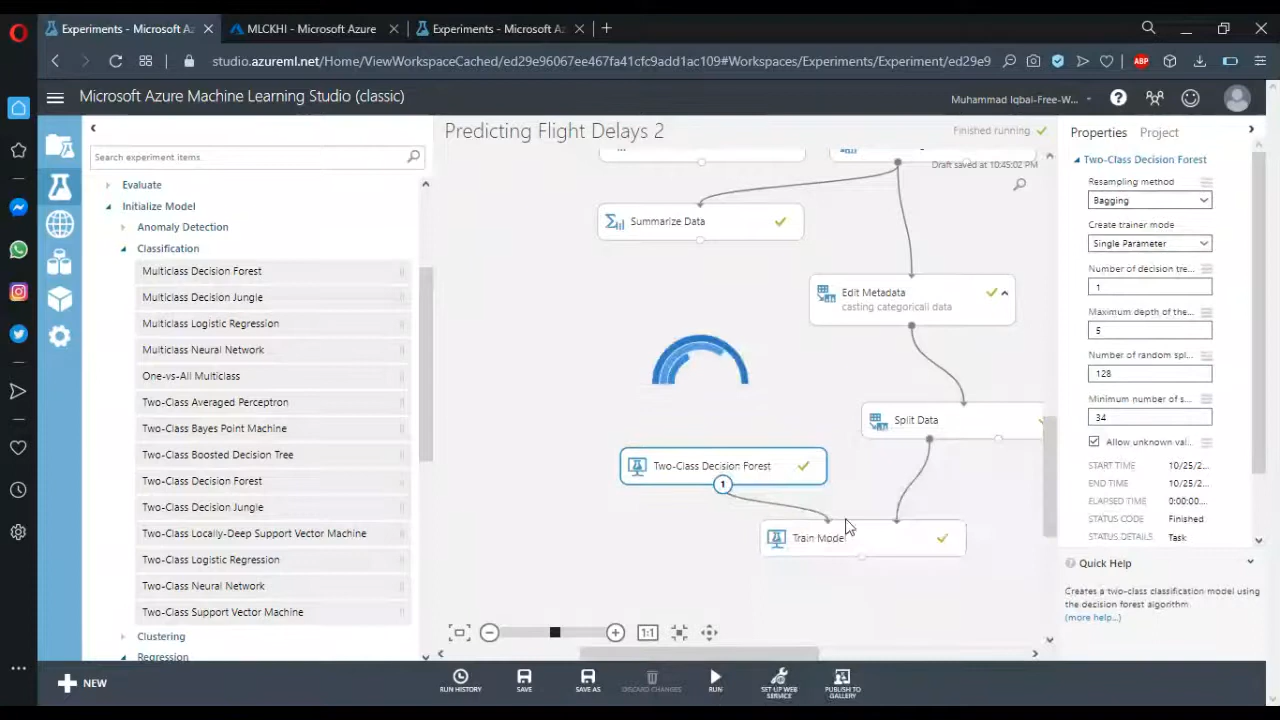 Experiments - Microsoft Az
MLCKHI - Microsoft Azure
Experiments - Microsoft Az
studio.azureml.net/Home/ViewWorkspaceCached/ed29e96067ee467fa41cfc9add1ac109#Workspaces/Experiments/Experiment/ed29e9
ABP
Microsoft Azure Machine Learning Studio (classic)
Muhammad Iqbal-Free-W...
Search experiment items
Evaluate
Initialize Model
Anomaly Detection
Classification
Multiclass Decision Forest
Multiclass Decision Jungle
Multiclass Logistic Regression
Multiclass Neural Network
One-vs-All Multiclass
Two-Class Averaged Perceptron
Two-Class Bayes Point Machine
Two-Class Boosted Decision Tree
Two-Class Decision Forest
Two-Class Decision Jungle
Two-Class Locally-Deep Support Vector Machine
Two-Class Logistic Regression
Two-Class Neural Network
Two-Class Support Vector Machine
Clustering
Regression
Predicting Flight Delays 2
Finished running
Draft saved at 10:45:02 PM
Summarize Data
Edit Metadata
casting categoricall data
Split Data
Two-Class Decision Forest
1
Train Model
1:1
Properties
Project
Two-Class Decision Forest
Resampling method
Bagging
Create trainer mode
Single Parameter
Number of decision tre...
1
Maximum depth of the...
5
Number of random spl...
128
Minimum number of s...
34
Allow unknown val...
START TIME 10/25/2...
END TIME 10/25/2...
ELAPSED TIME 0:00:00...
STATUS CODE Finished
STATUS DETAILS Task
Quick Help
Creates a two-class classification model using
the decision forest algorithm
(more help...)
NEW
RUN HISTORY
SAVE
SAVE AS
DISCARD CHANGES
RUN
SET UP WEB
SERVICE
PUBLISH TO
GALLERY